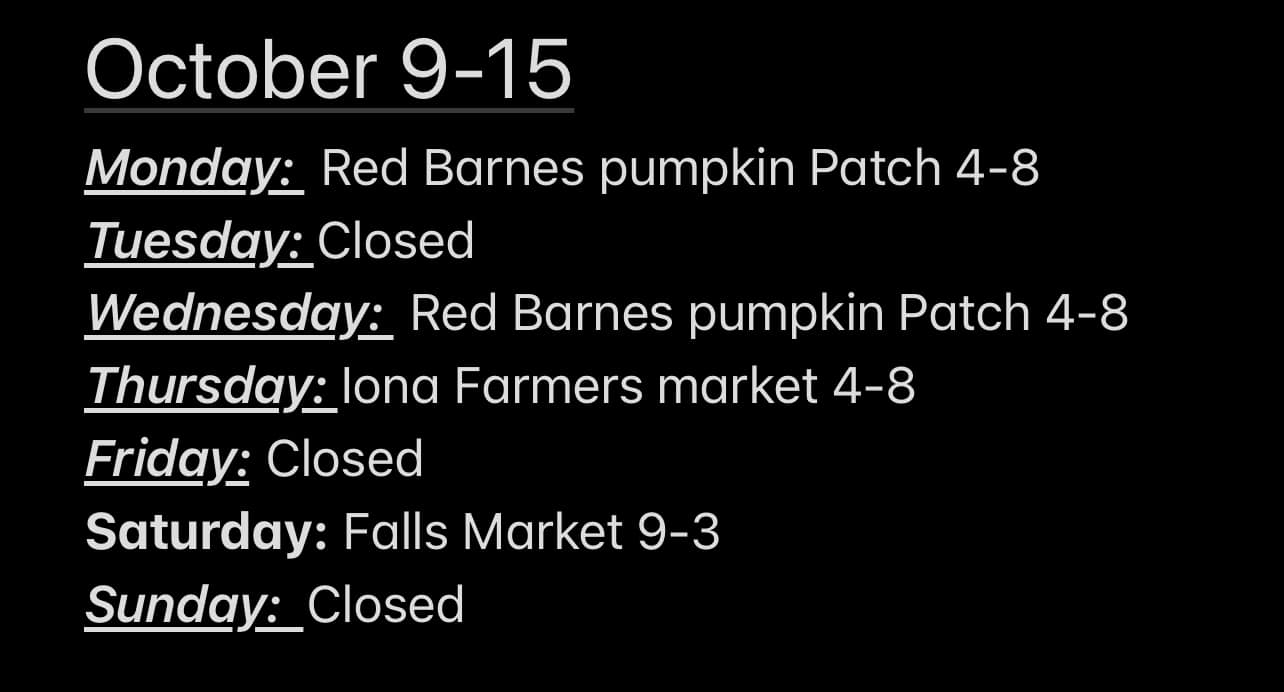 October 9-15
Monday:  Red Barnes pumpkin Patch 4-8
Tuesday: Closed
Wednesday:  Red Barnes pumpkin Patch 4-8
Thursday: Iona Farmers market 4-8
Friday: Closed
Saturday: Falls Market 9-3
Sunday:  Closed